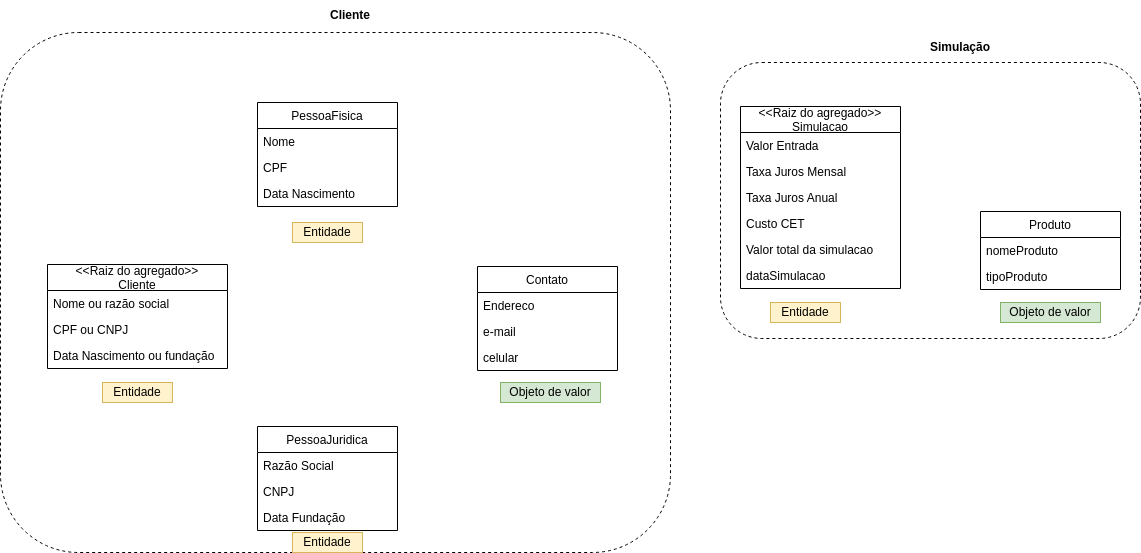 Cliente
PessoaFisica
Nome
CPF
Data Nascimento
Entidade
<<Raiz do agregado>>
Cliente
Nome ou razão social
CPF ou CNPJ
Data Nascimento ou fundação
Entidade
Contato
Endereco
e-mail
celular
Objeto de valor
PessoaJuridica
Razão Social
CNPJ
Data Fundação
Entidade
Simulação
<<Raiz do agregado>>
Simulacao
Valor Entrada
Taxa Juros Mensal
Taxa Juros Anual
Custo CET
Valor total da simulacao
dataSimulacao
Entidade
Produto
nomeProduto
tipoProduto
Objeto de valor